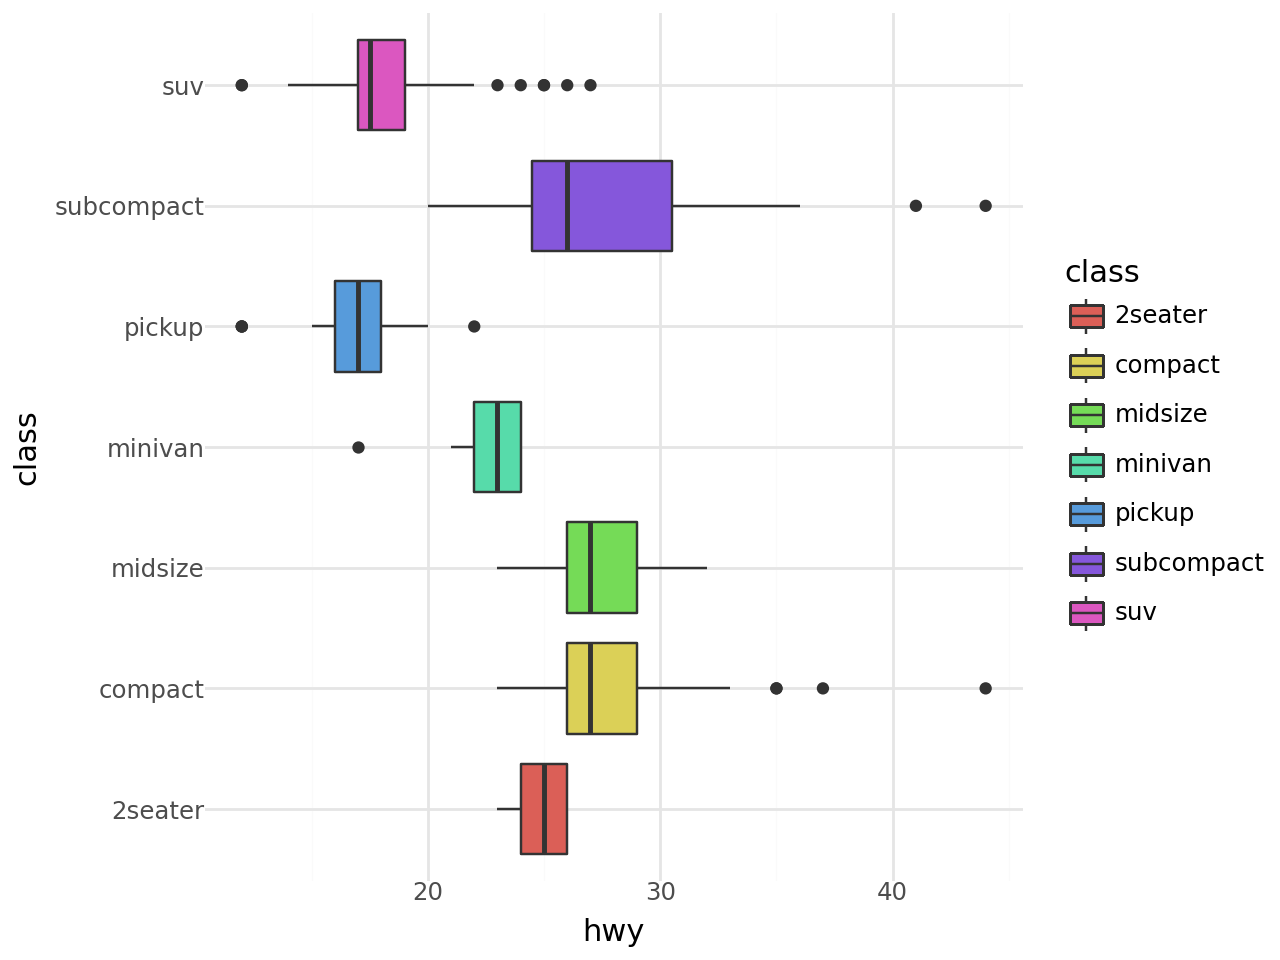 suv
subcompact
pickup
minivan
midsize
compact
2seater
class
20 30 40
hwy
class
2seater
compact
midsize
minivan
pickup
subcompact
suv